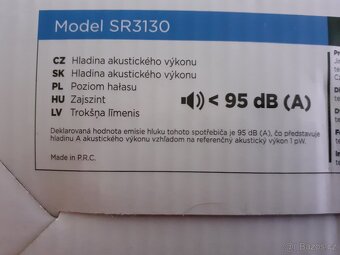 Model SR3130
CZ Hladina akustického výkonu
SK Hladina akustického výkonu
PL Poziom hałasu
HU Zajszint
LV Trokšņa līmenis
< 95 dB (A)
Deklarovaná hodnota emisie hluku tohoto spotřebiča je 95 dB (A), čo představuje
hladinu A akustického výkonu vzhľadom na referenčný akustický výkon 1 pW.
Made in P.R.C.